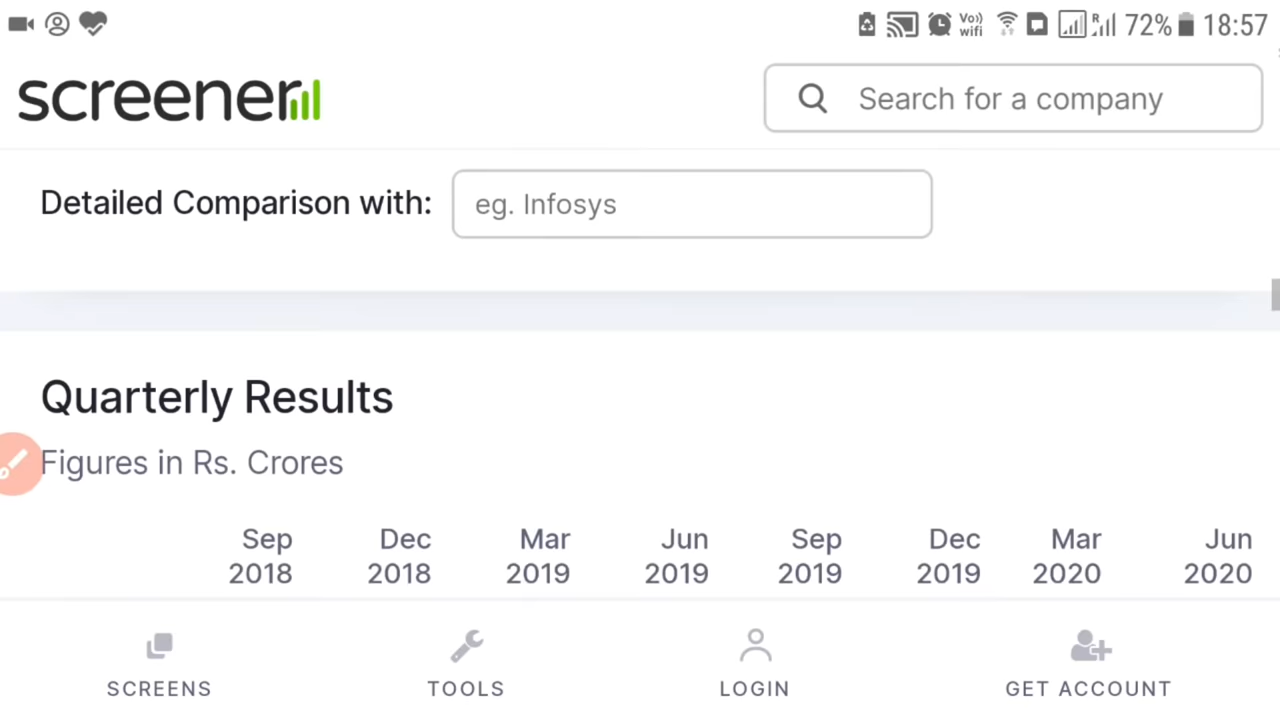 Vo)) wifi R 72% 18:57
screener
Search for a company
Detailed Comparison with:
eg. Infosys
Quarterly Results
Figures in Rs. Crores
Sep 2018 Dec 2018 Mar 2019 Jun 2019 Sep 2019 Dec 2019 Mar 2020 Jun 2020
SCREENS TOOLS LOGIN GET ACCOUNT